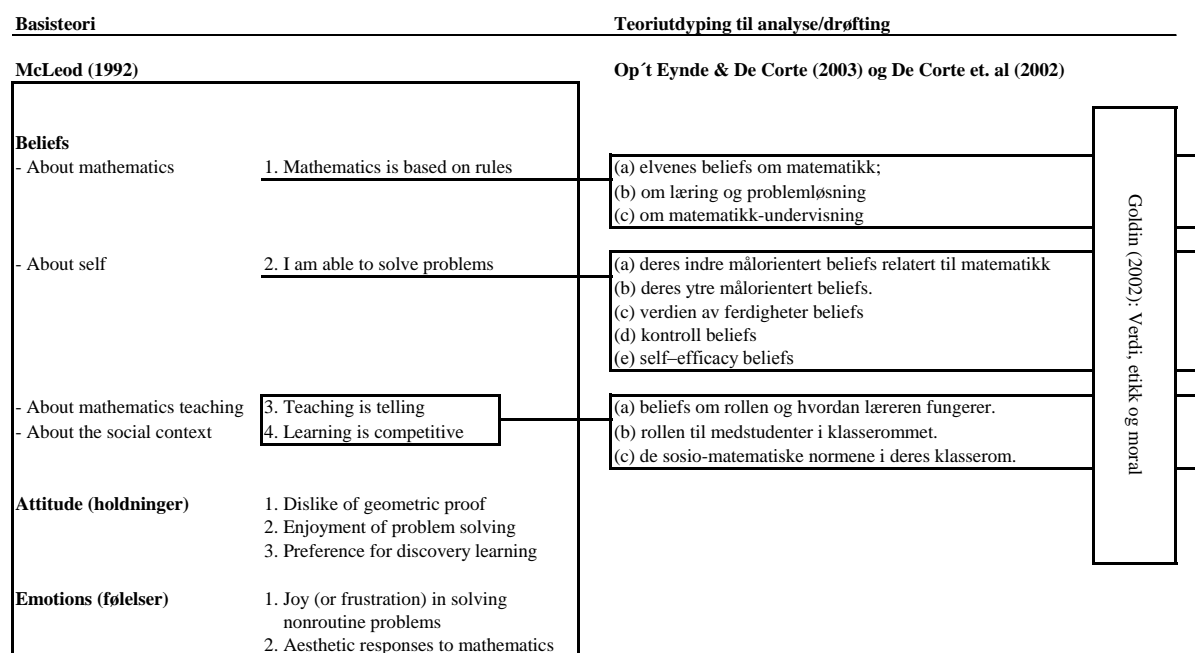 Basisteori Teoriutdyping til analyse/drøfting
McLeod (1992) Op´t Eynde & De Corte (2003) og De Corte et. al (2002)
Beliefs
- About mathematics 1. Mathematics is based on rules (a) elvenes beliefs om matematikk;
(b) om læring og problemløsning
(c) om matematikk-undervisning
- About self 2. I am able to solve problems (a) deres indre målorientert beliefs relatert til matematikk
(b) deres ytre målorientert beliefs.
(c) verdien av ferdigheter beliefs
(d) kontroll beliefs
(e) self–efficacy beliefs
- About mathematics teaching 3. Teaching is telling (a) beliefs om rollen og hvordan læreren fungerer.
- About the social context 4. Learning is competitive (b) rollen til medstudenter i klasserommet.
(c) de sosio-matematiske normene i deres klasserom.
Goldin (2002): Verdi, etikk og moral
Attitude (holdninger) 1. Dislike of geometric proof
2. Enjoyment of problem solving
3. Preference for discovery learning
Emotions (følelser) 1. Joy (or frustration) in solving
nonroutine problems
2. Aesthetic responses to mathematics